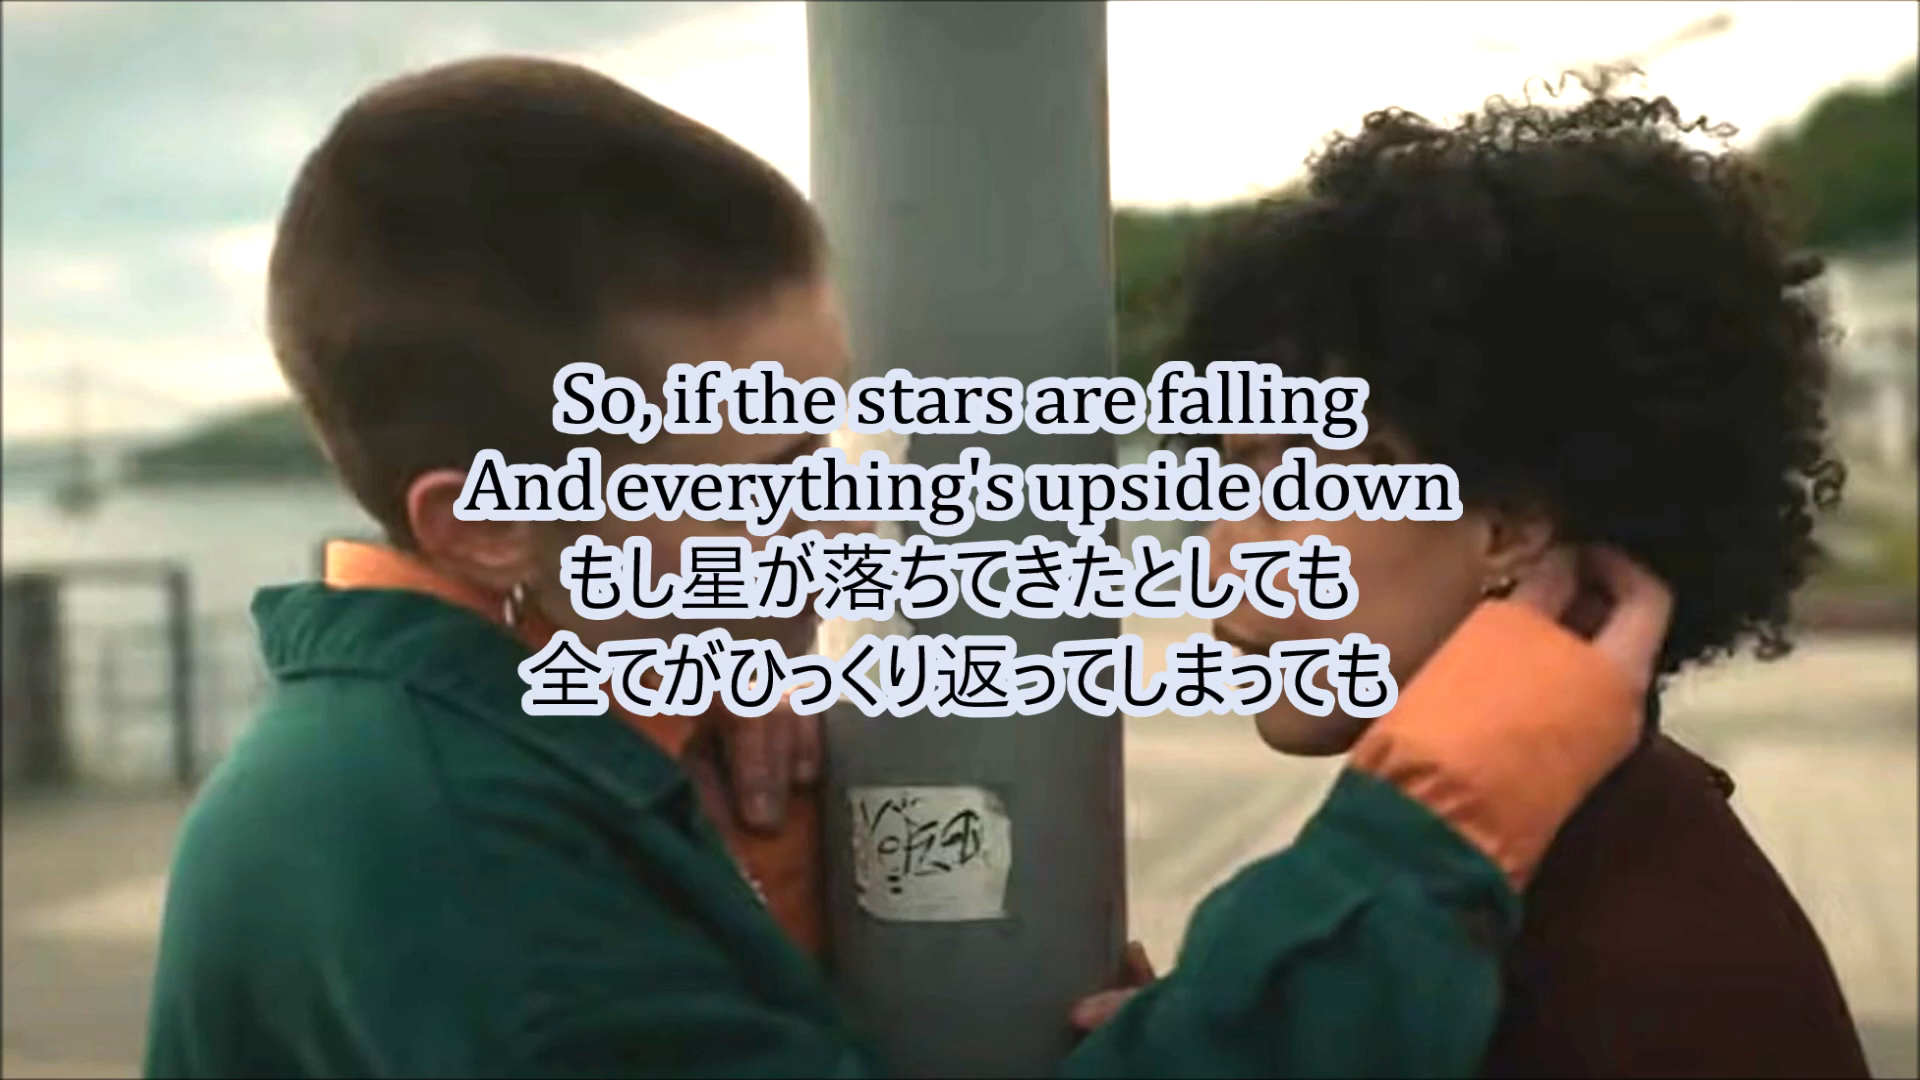 So, if the stars are falling
And everything's upside down
もし星が落ちてきたとしても
全てがひっくり返ってしまっても